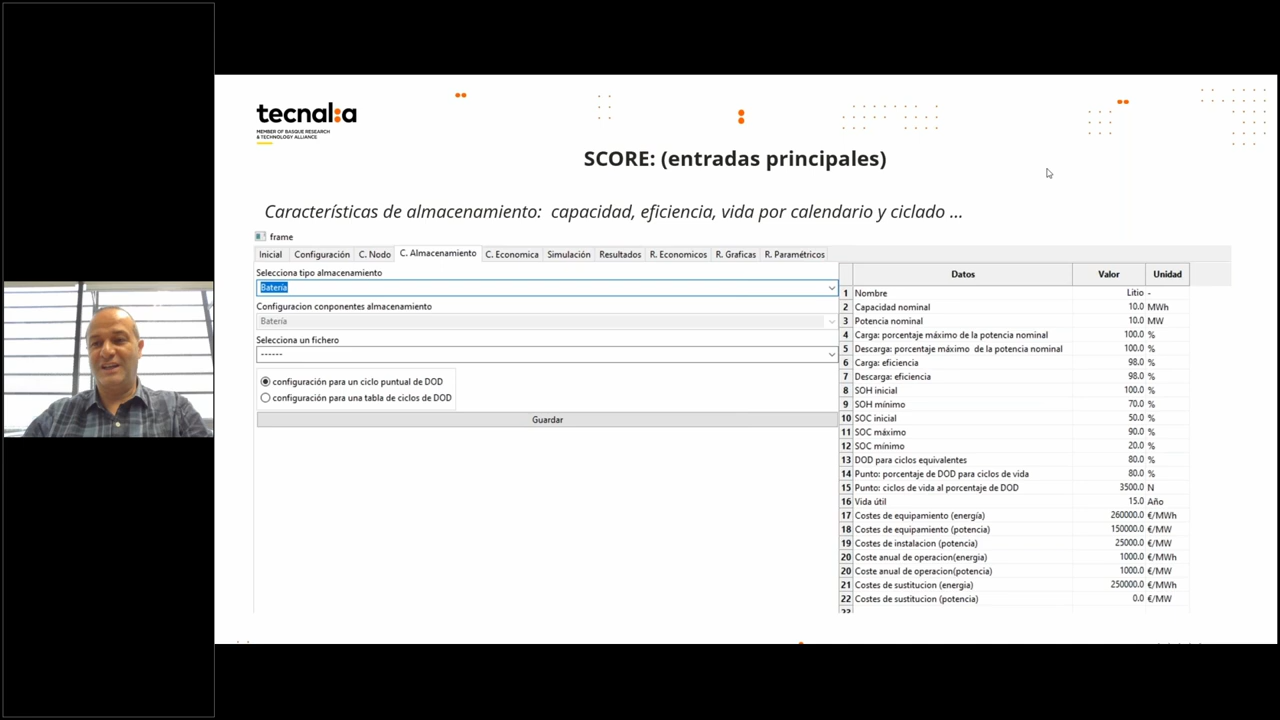 tecnal:a
MEMBER OF BASQUE RESEARCH
& TECHNOLOGY ALLIANCE
SCORE: (entradas principales)
Características de almacenamiento: capacidad, eficiencia, vida por calendario y ciclado ...
frame
Inicial Configuración C. Nodo C. Almacenamiento C. Economica Simulación Resultados R. Economicos R. Graficas R. Paramétricos
Selecciona tipo almacenamiento
Batería
Configuracion conponentes almacenamiento
Batería
Selecciona un fichero
------
configuración para un ciclo puntual de DOD
configuración para una tabla de ciclos de DOD
Guardar
Datos Valor Unidad
1 Nombre Litio -
2 Capacidad nominal 10.0 MWh
3 Potencia nominal 10.0 MW
4 Carga: porcentaje máximo de la potencia nominal 100.0 %
5 Descarga: porcentaje máximo de la potencia nominal 100.0 %
6 Carga: eficiencia 98.0 %
7 Descarga: eficiencia 98.0 %
8 SOH inicial 100.0 %
9 SOH mínimo 70.0 %
10 SOC inicial 50.0 %
11 SOC máximo 90.0 %
12 SOC mínimo 20.0 %
13 DOD para ciclos equivalentes 80.0 %
14 Punto: porcentaje de DOD para ciclos de vida 80.0 %
15 Punto: ciclos de vida al porcentaje de DOD 3500.0 N
16 Vida útil 15.0 Año
17 Costes de equipamiento (energía) 260000.0 €/MWh
18 Costes de equipamiento (potencia) 150000.0 €/MW
19 Costes de instalacion (potencia) 25000.0 €/MW
20 Coste anual de operacion(energia) 1000.0 €/MWh
20 Coste anual de operacion(potencia) 1000.0 €/MW
21 Costes de sustitucion (energia) 250000.0 €/MWh
22 Costes de sustitucion (potencia) 0.0 €/MW